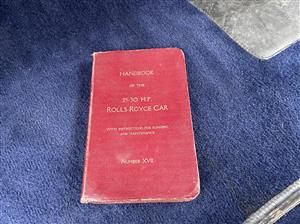 HANDBOOK
OF THE
25-30 H.P.
ROLLS-ROYCE CAR
WITH INSTRUCTIONS FOR RUNNING
AND MAINTENANCE
NUMBER XVII